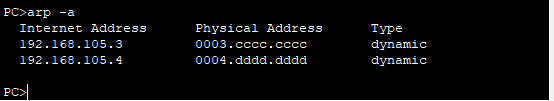 PC>arp -a
Internet Address Physical Address Type
192.168.105.3 0003.cccc.cccc dynamic
192.168.105.4 0004.dddd.dddd dynamic
PC>